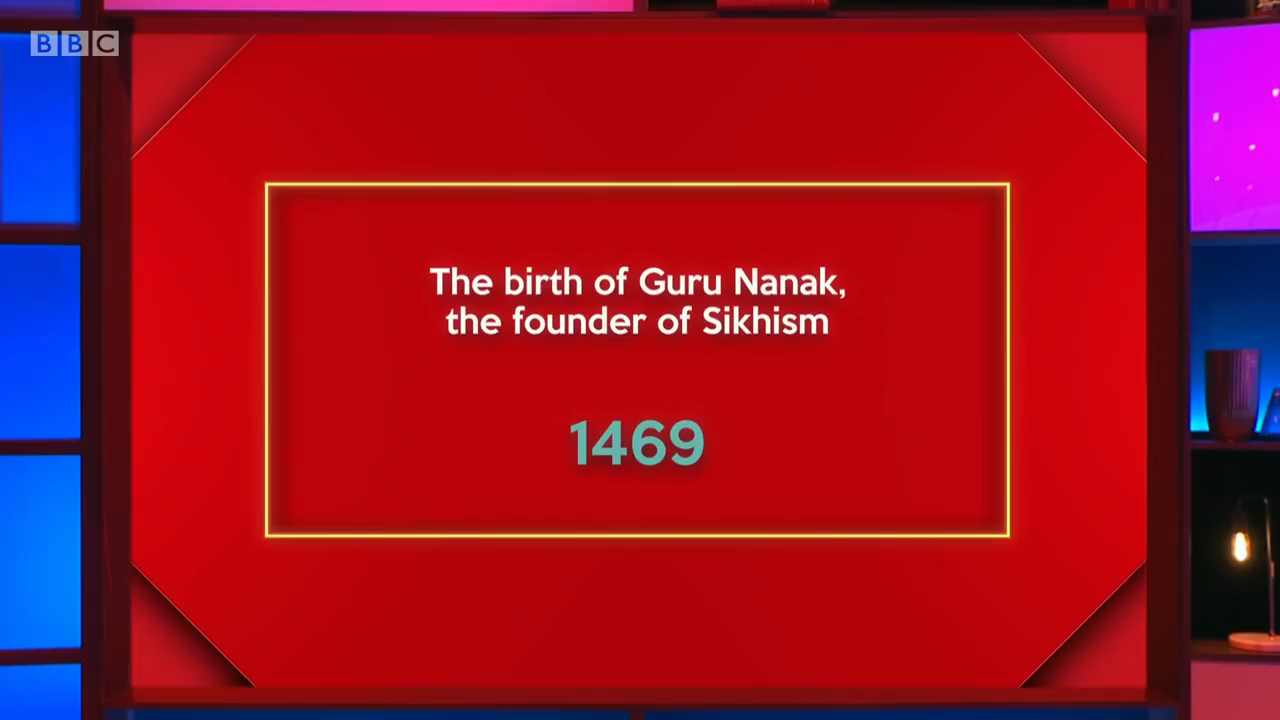 BBC
The birth of Guru Nanak,
the founder of Sikhism
1469